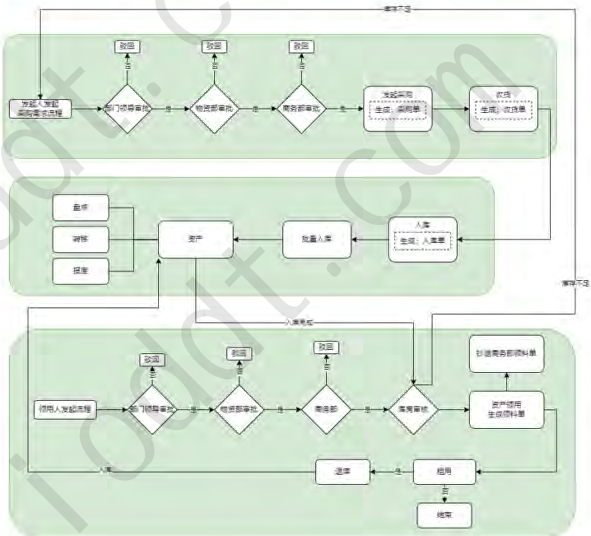 库存不足
驳回
驳回
驳回
否
否
否
发起人发起
采购需求流程
部门领导审批
是
物资部审批
是
商务部审批
是
发起采购
生成：采购单
收货
生成：收货单
盘点
转移
报废
资产
批量入库
入库
生成：入库单
库存不足
入库完成
驳回
驳回
驳回
否
否
否
抄送商务部领料单
领用人发起流程
部门领导审批
是
物资部审批
是
商务部
是
库房审核
是
资产领用
生成领料单
入库
退库
是
租用
否
结束